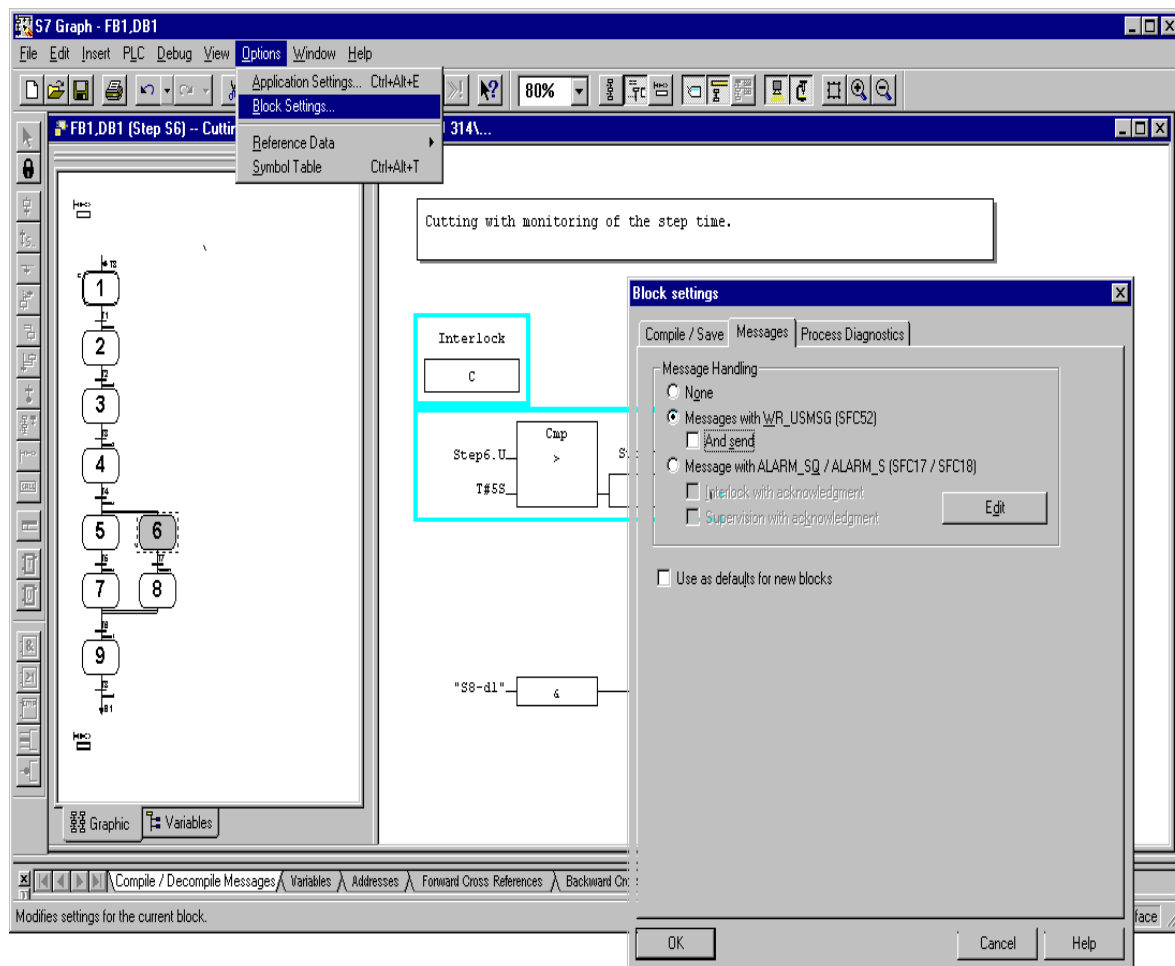 S7 Graph - FB1,DB1
File Edit Insert PLC Debug View Options Window Help
Application Settings... Ctrl+Alt+E
Block Settings...
Reference Data
Symbol Table Ctrl+Alt+T
80%
FB1,DB1 (Step S6) -- Cuttin
314\...
1
2
3
4
5 6
7 8
9
Graphic Variables
Cutting with monitoring of the step time.
Interlock
C
Cmp
Step6.U >
T#5S
"S8-dl" &
Block settings
Compile / Save Messages Process Diagnostics
Message Handling
None
Messages with WR_USMSG (SFC52)
And send
Message with ALARM_SQ / ALARM_S (SFC17 / SFC18)
Interlock with acknowledgment
Supervision with acknowledgment
Edit
Use as defaults for new blocks
OK Cancel Help
Compile / Decompile Messages Variables Addresses Forward Cross References Backward Cr
Modifies settings for the current block.
face